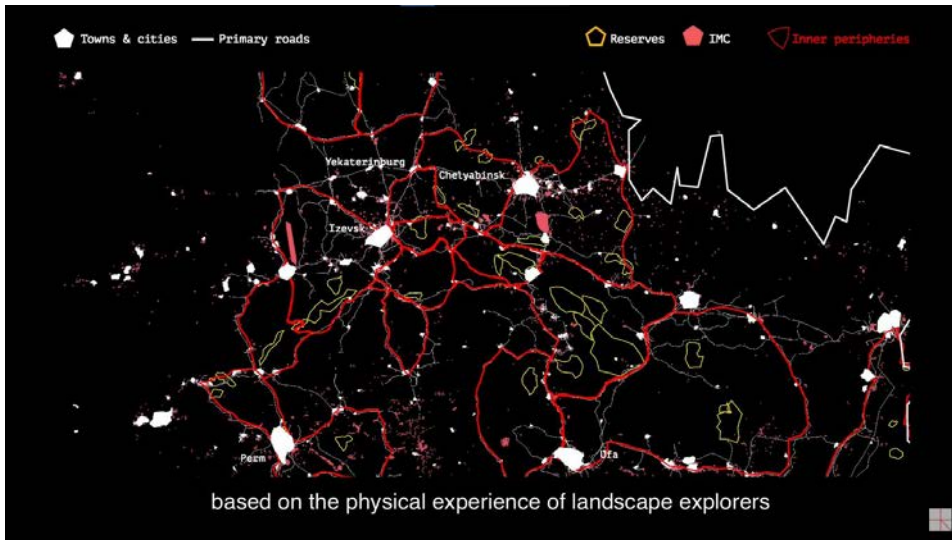 Towns & cities
Primary roads
Reserves
IMC
Inner peripheries
Yekaterinburg
Chelyabinsk
Izevsk
Perm
Ufa
based on the physical experience of landscape explorers